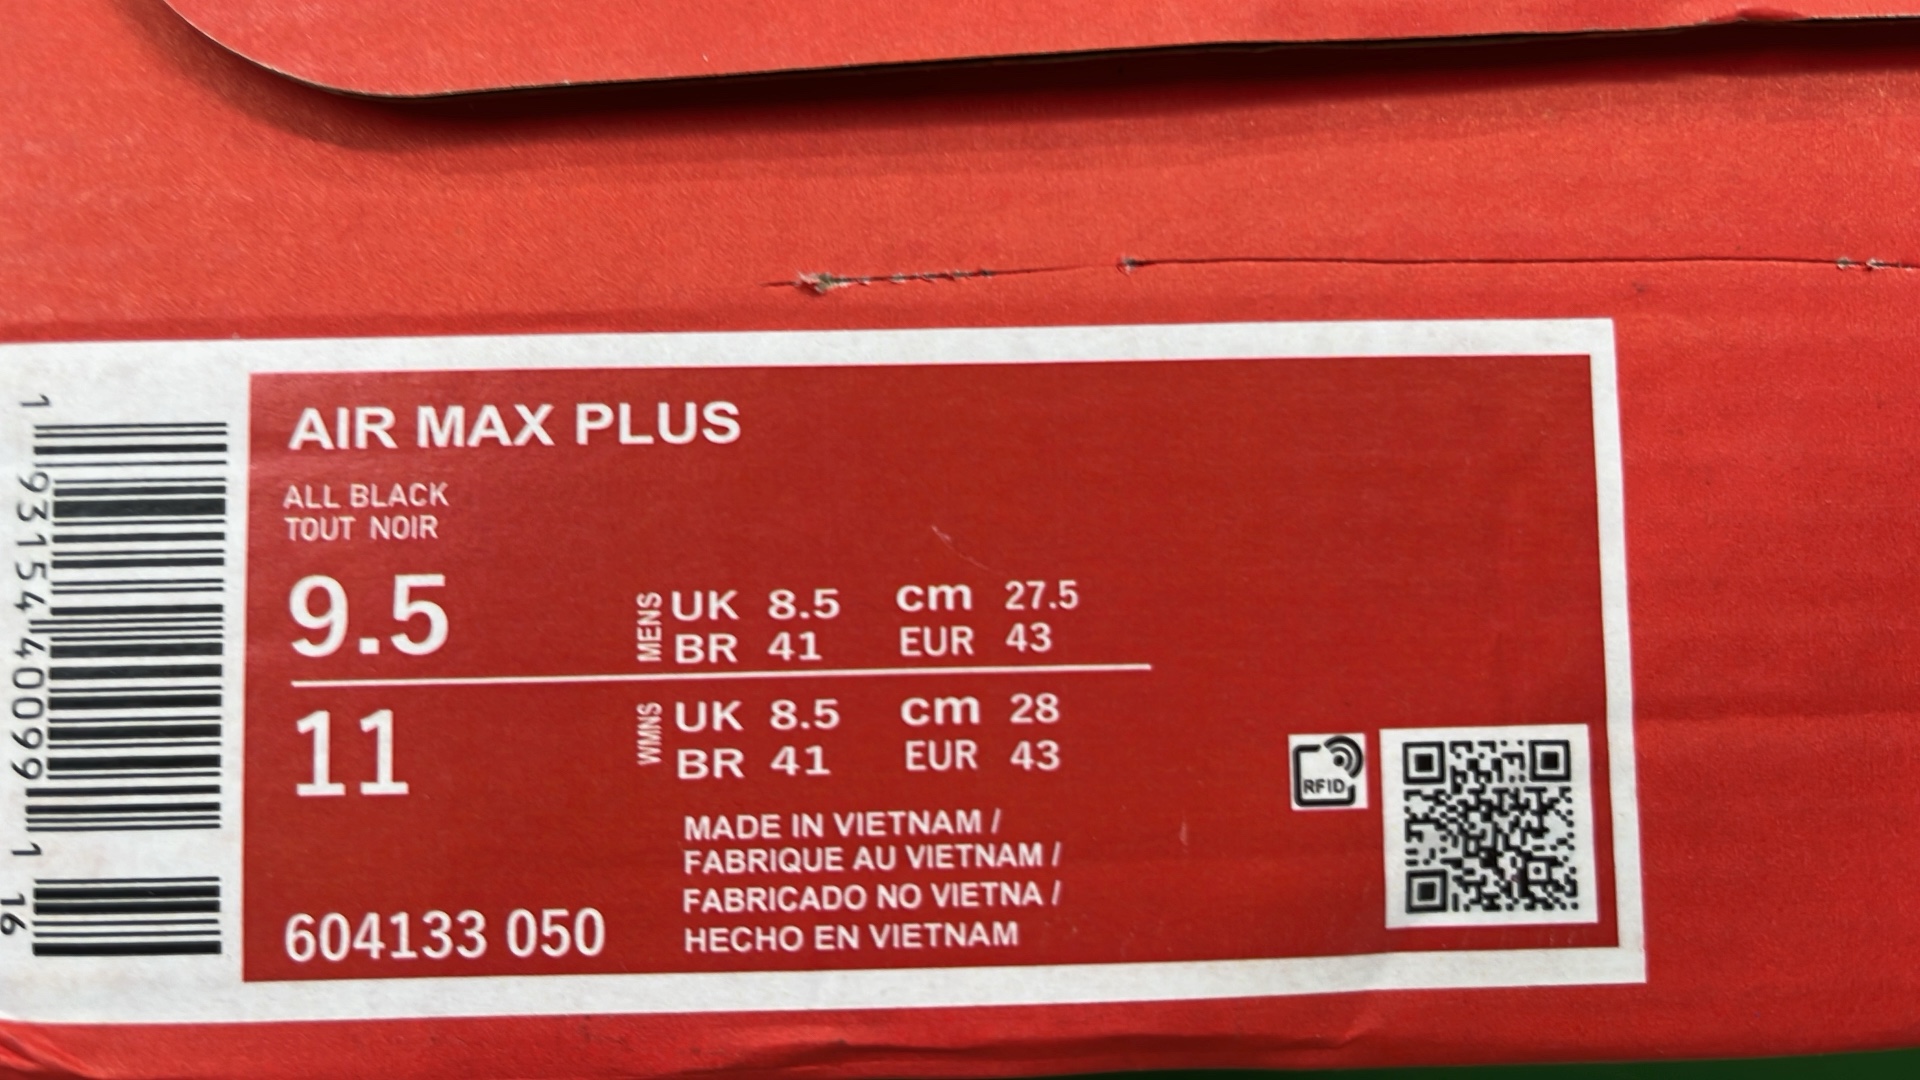 AIR MAX PLUS
ALL BLACK
TOUT NOIR
9.5
MENS
UK 8.5 cm 27.5
BR 41 EUR 43
11
WMNS
UK 8.5 cm 28
BR 41 EUR 43
MADE IN VIETNAM /
FABRIQUE AU VIETNAM /
FABRICADO NO VIETNA /
HECHO EN VIETNAM
604133 050
RFID
1 93154 40099 1 16